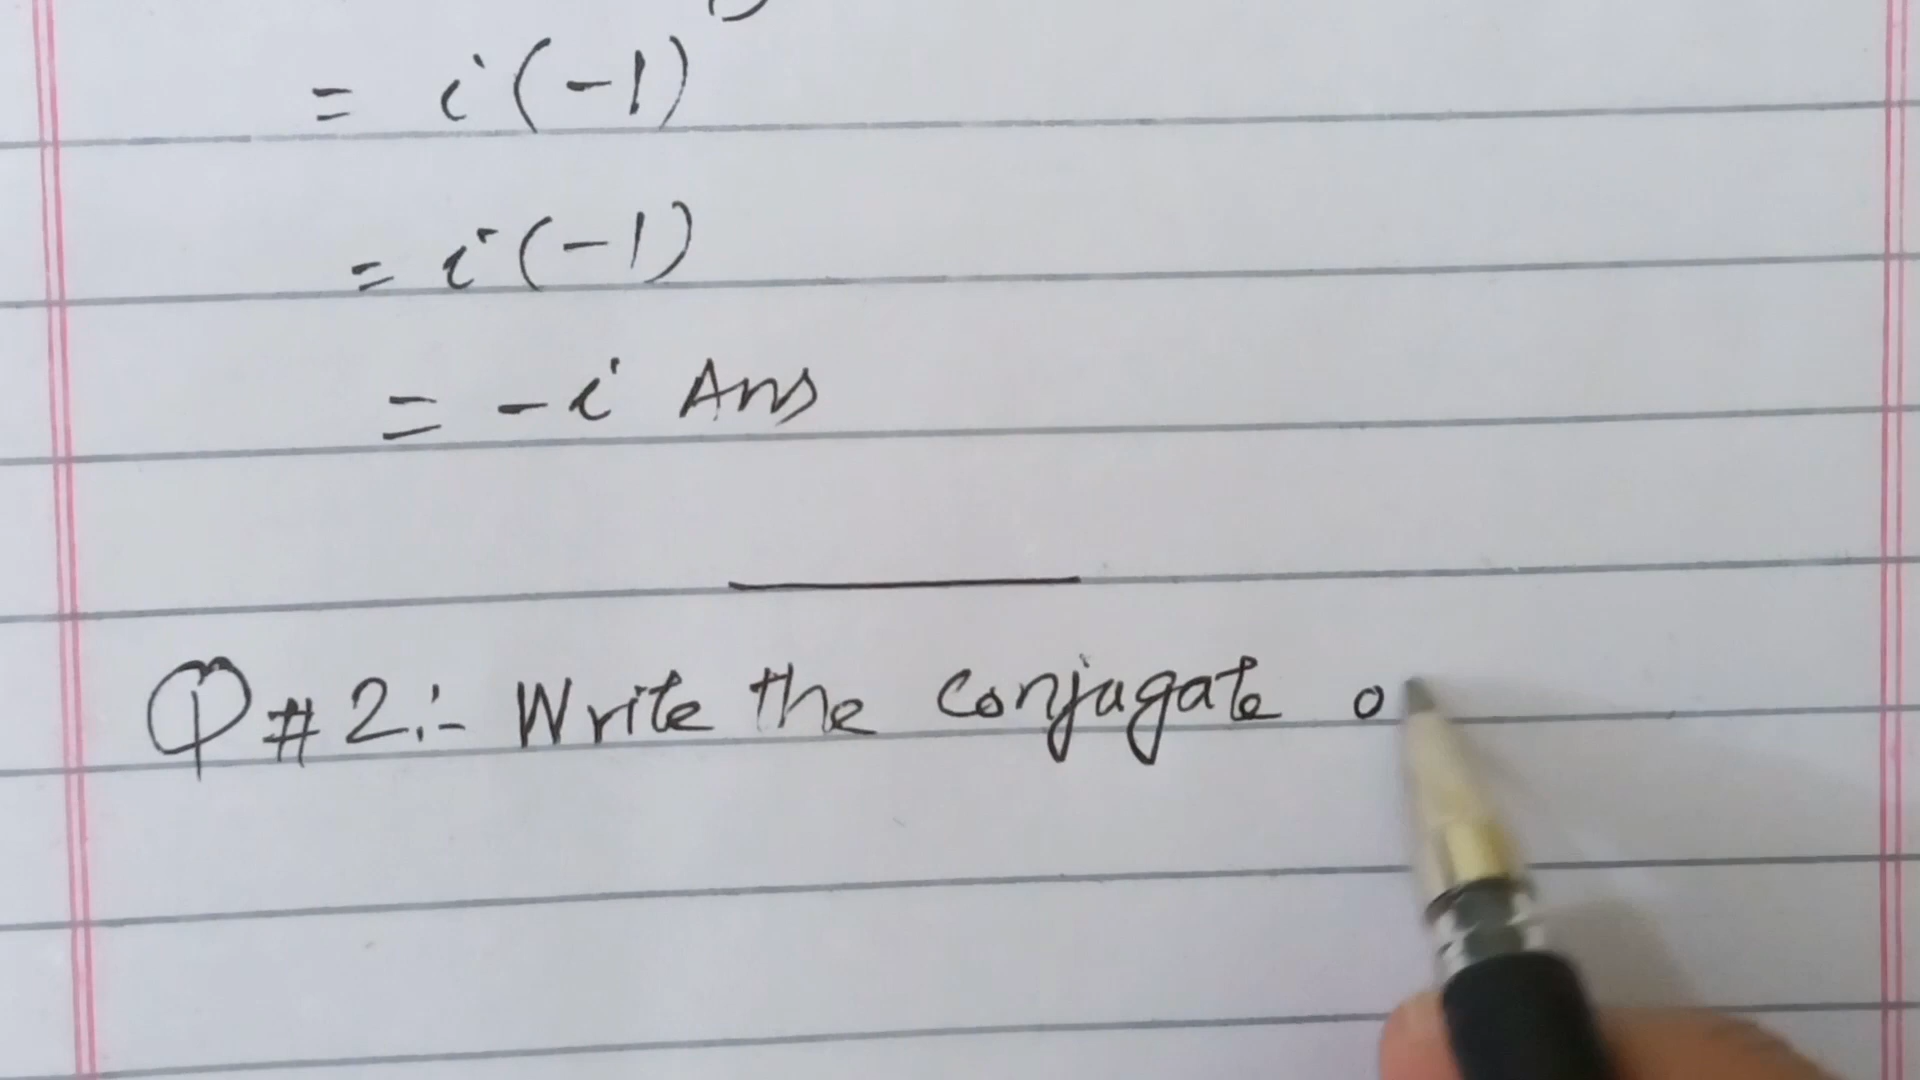 = i(-1)
= i(-1)
= -i Ans
Q # 2:- Write the conjugate o